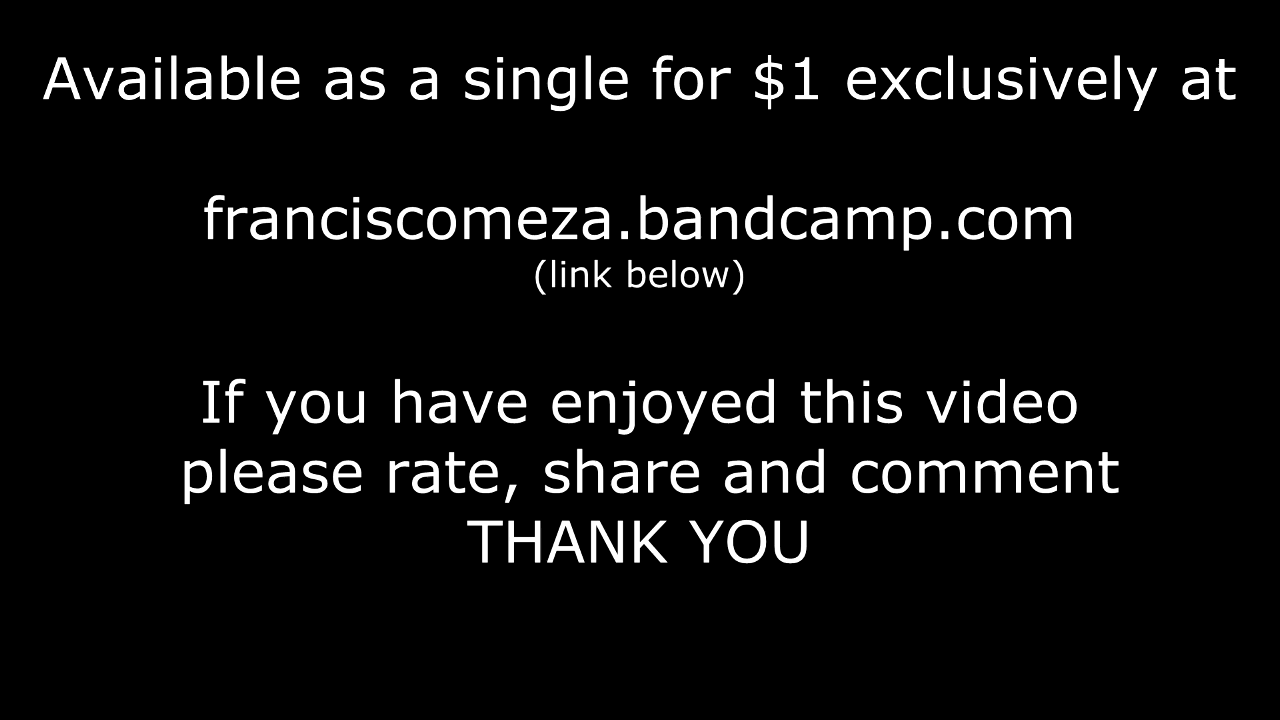 Available as a single for $1 exclusively at
franciscomeza.bandcamp.com
(link below)
If you have enjoyed this video
please rate, share and comment
THANK YOU